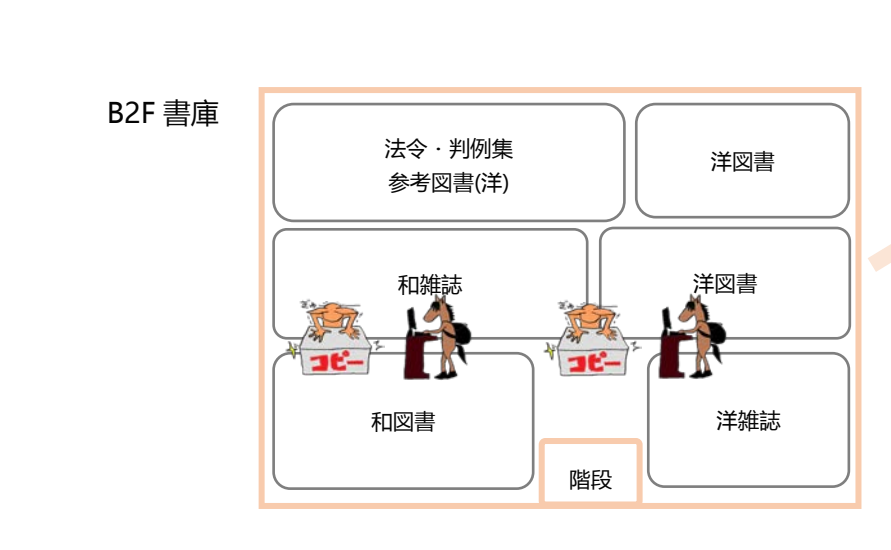 B2F 書庫
法令・判例集
参考図書(洋)
洋図書
和雑誌
洋図書
コピー
コピー
和図書
洋雑誌
階段